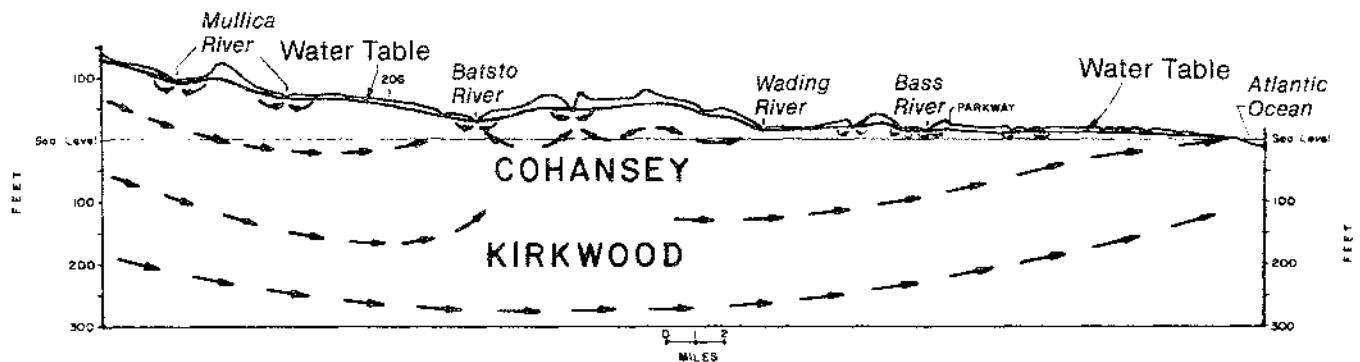 Mullica
River
Water Table
206
Batsto
River
Wading
River
Bass
River
PARKWAY
Water Table
Atlantic
Ocean
100
Sea Level
100
200
300
FEET
COHANSEY
KIRKWOOD
Sea Level
100
200
300
FEET
0 1 2
MILES